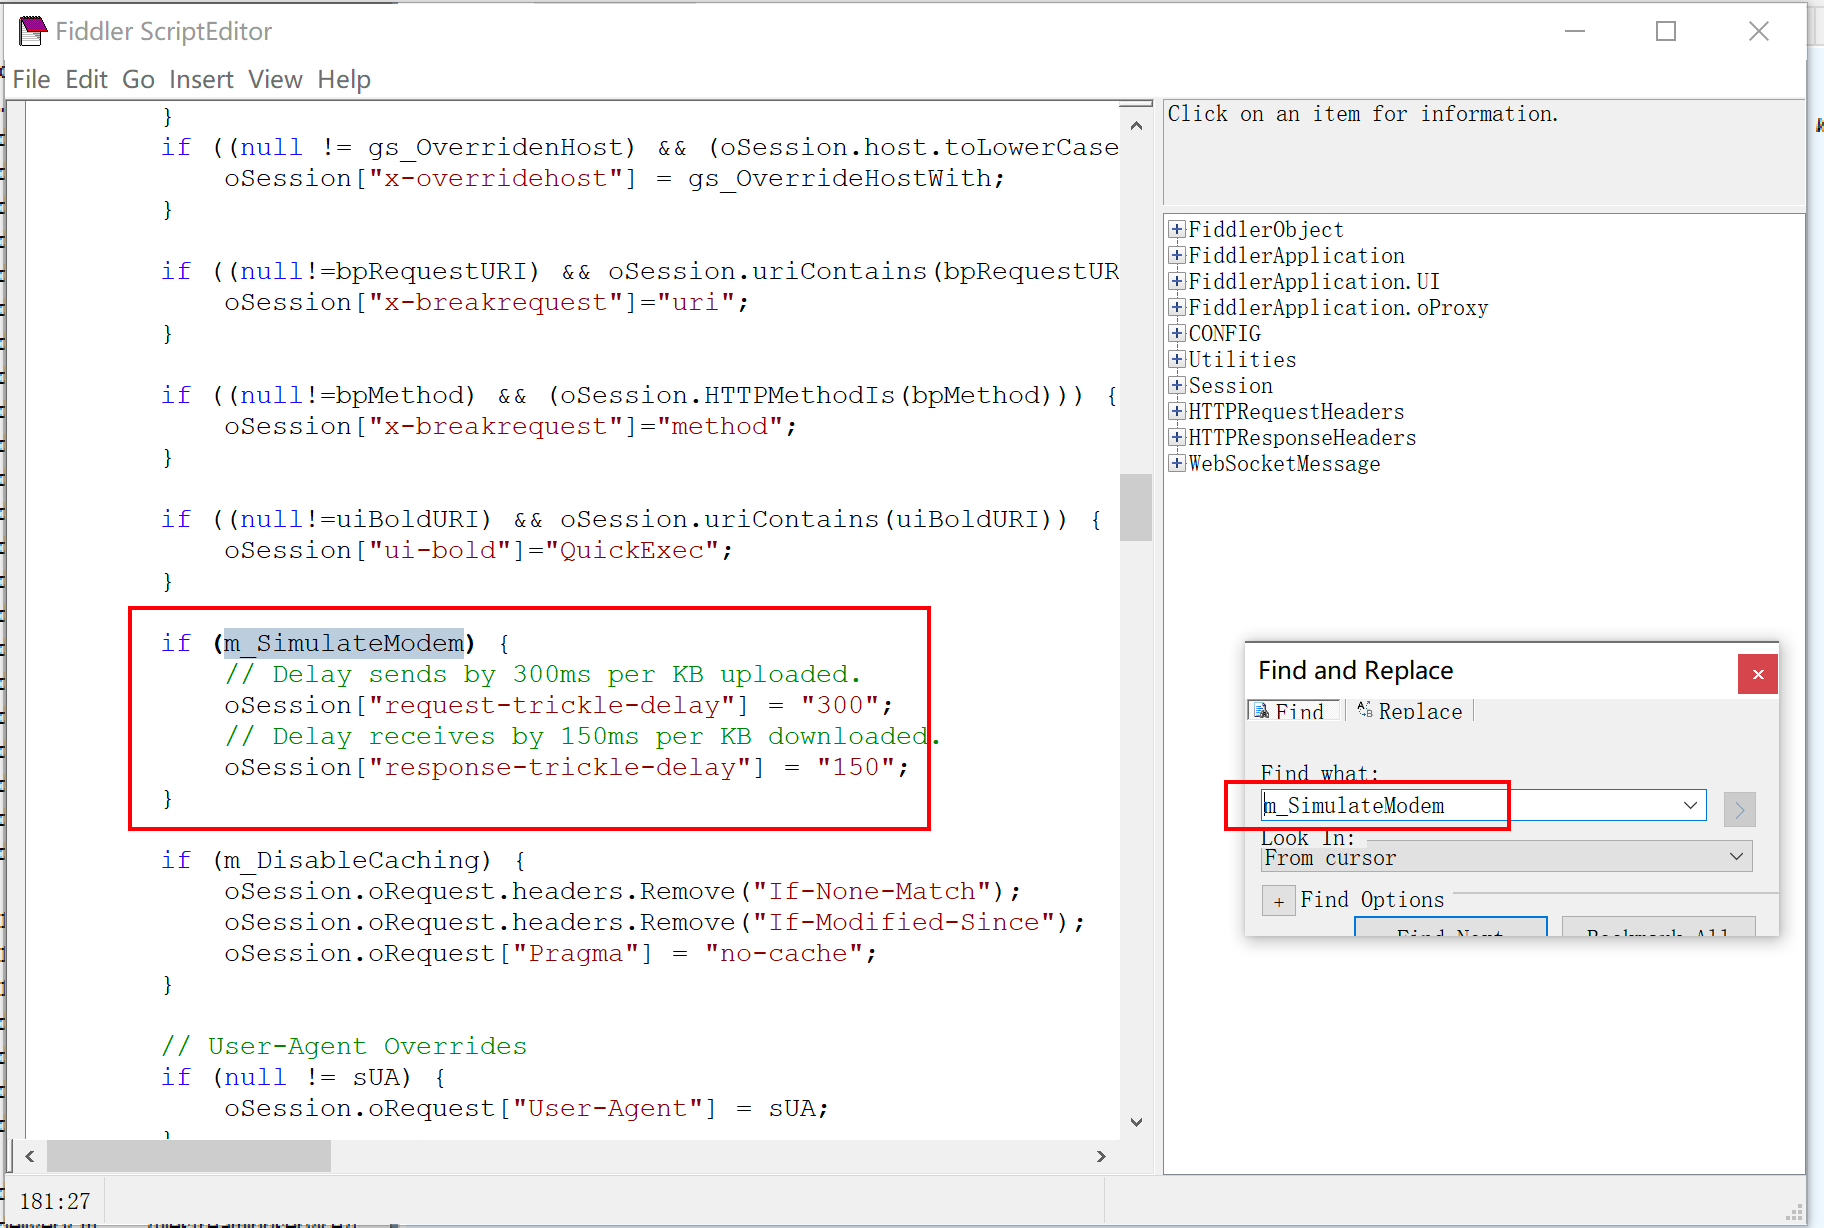 Fiddler ScriptEditor
File Edit Go Insert View Help
}
if ((null != gs_OverridenHost) && (oSession.host.toLowerCase
oSession["x-overridehost"] = gs_OverrideHostWith;
}
if ((null!=bpRequestURI) && oSession.uriContains(bpRequestUR
oSession["x-breakrequest"]="uri";
}
if ((null!=bpMethod) && (oSession.HTTPMethodIs(bpMethod))) {
oSession["x-breakrequest"]="method";
}
if ((null!=uiBoldURI) && oSession.uriContains(uiBoldURI)) {
oSession["ui-bold"]="QuickExec";
}
if (m_SimulateModem) {
// Delay sends by 300ms per KB uploaded.
oSession["request-trickle-delay"] = "300";
// Delay receives by 150ms per KB downloaded.
oSession["response-trickle-delay"] = "150";
}
if (m_DisableCaching) {
oSession.oRequest.headers.Remove("If-None-Match");
oSession.oRequest.headers.Remove("If-Modified-Since");
oSession.oRequest["Pragma"] = "no-cache";
}
// User-Agent Overrides
if (null != sUA) {
oSession.oRequest["User-Agent"] = sUA;
}
181:27
Click on an item for information.
FiddlerObject
FiddlerApplication
FiddlerApplication.UI
FiddlerApplication.oProxy
CONFIG
Utilities
Session
HTTPRequestHeaders
HTTPResponseHeaders
WebSocketMessage
Find and Replace
Find Replace
Find what:
m_SimulateModem
Look In:
From cursor
Find Options
Find Next Bookmark All